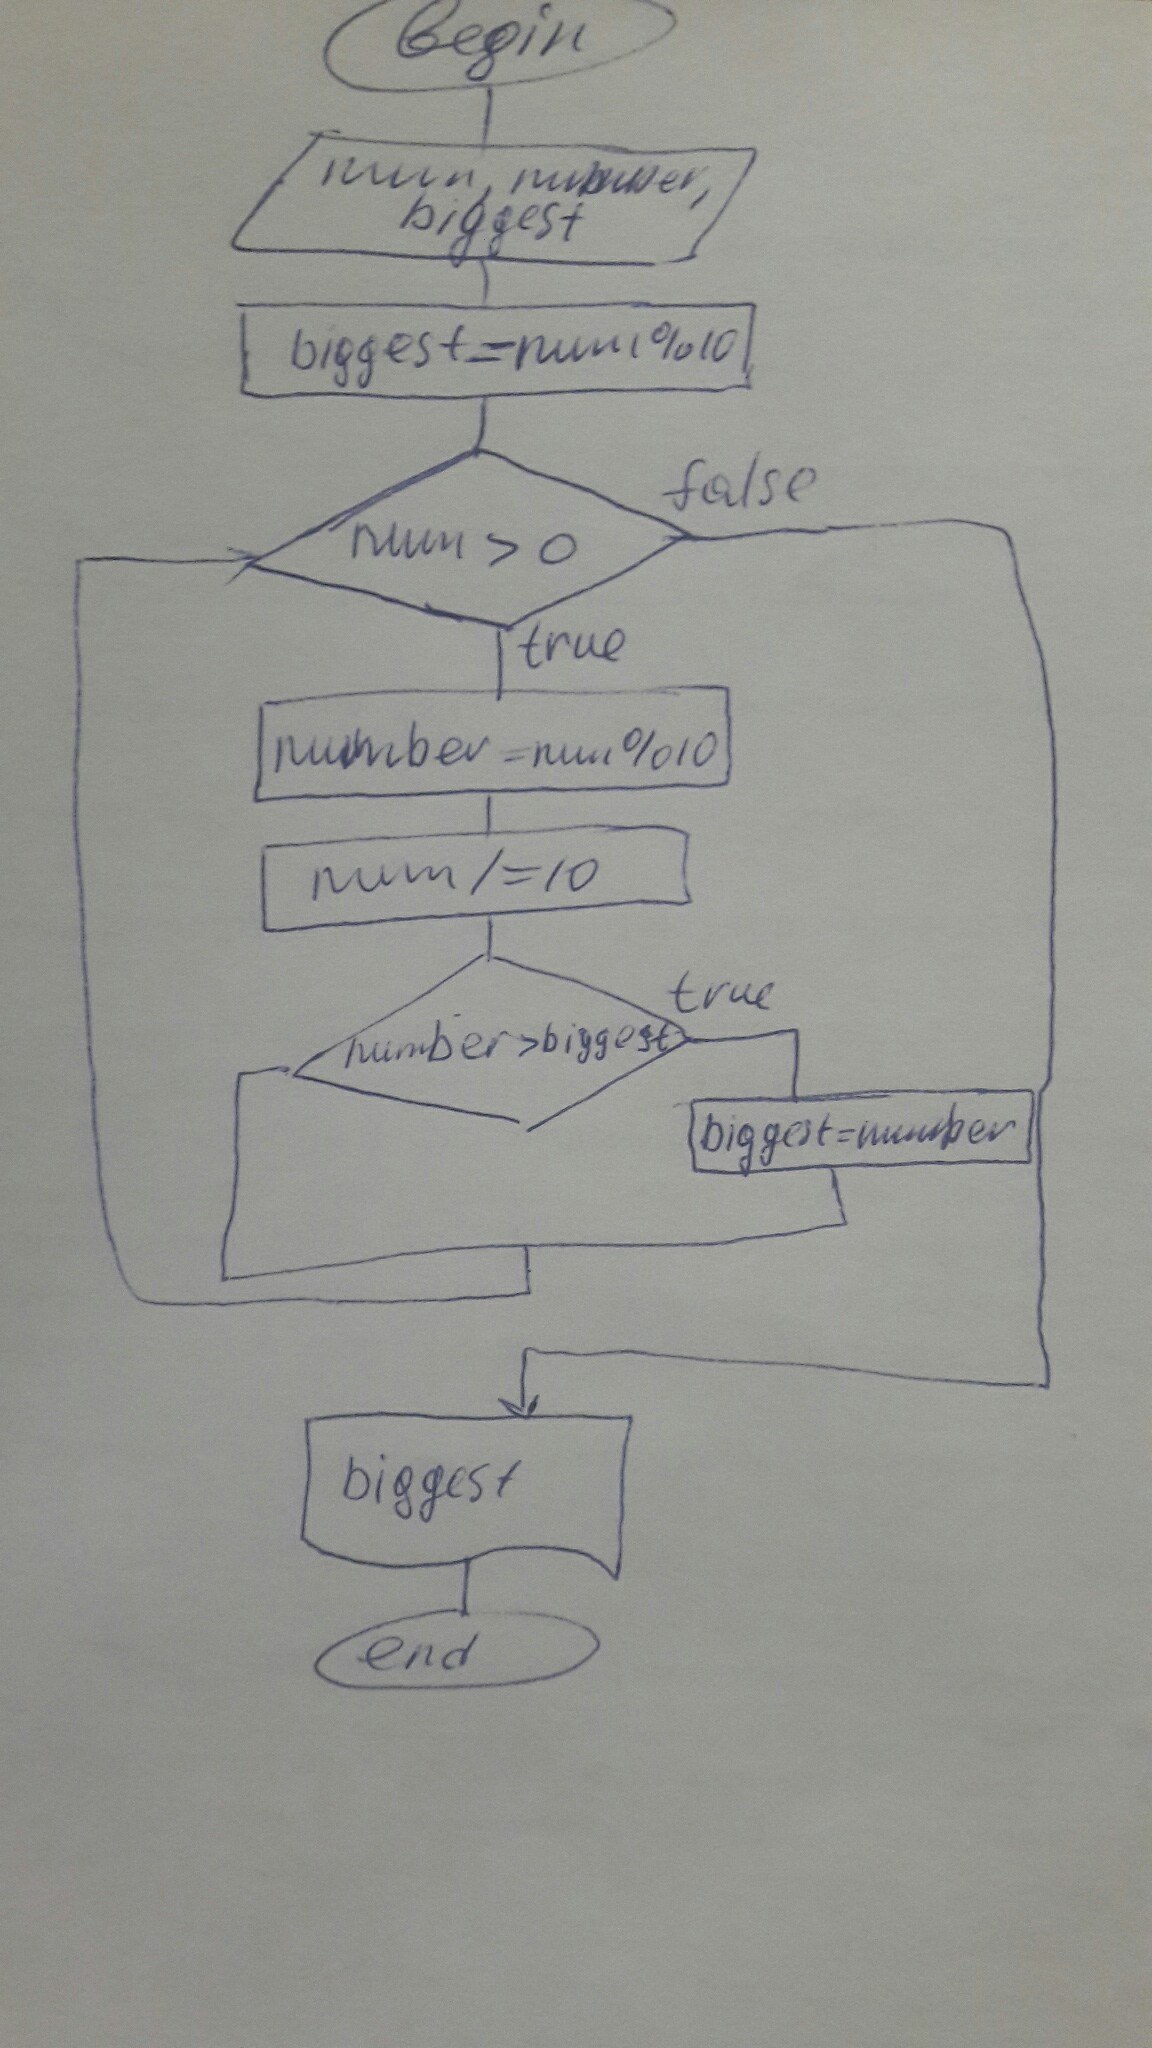 Begin
num, number,
biggest
biggest=num%10
false
num > 0
true
number=num%10
num/=10
true
number>biggest
biggest=number
biggest
end